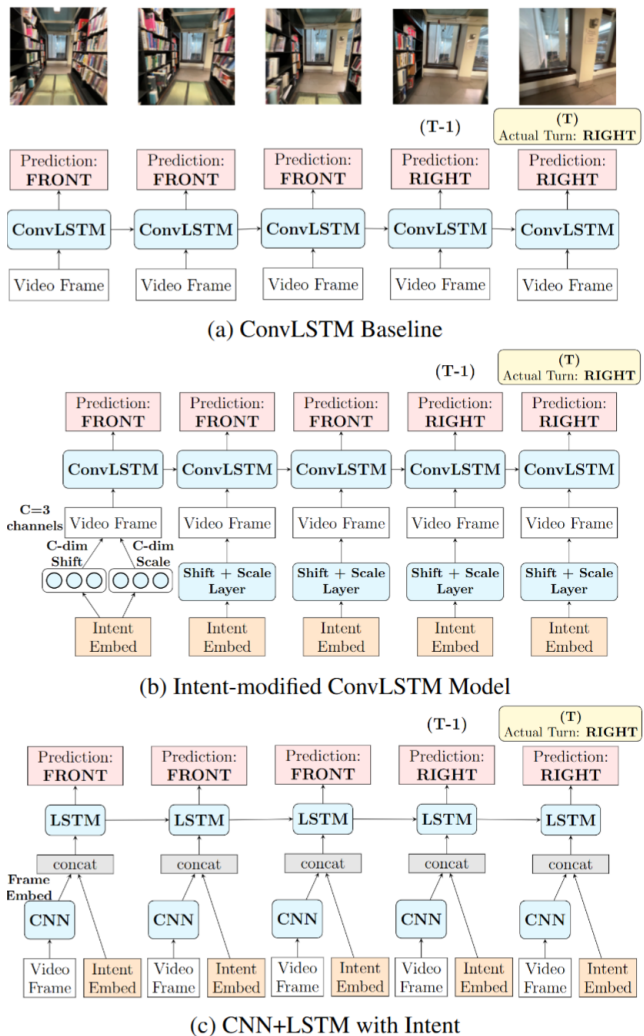 (T-1)
(T)
Actual Turn: RIGHT
Prediction: Prediction: Prediction: Prediction: Prediction:
FRONT FRONT FRONT RIGHT RIGHT
ConvLSTM ConvLSTM ConvLSTM ConvLSTM ConvLSTM
Video Frame Video Frame Video Frame Video Frame Video Frame
(a) ConvLSTM Baseline
(T-1)
(T)
Actual Turn: RIGHT
Prediction: Prediction: Prediction: Prediction: Prediction:
FRONT FRONT FRONT RIGHT RIGHT
ConvLSTM ConvLSTM ConvLSTM ConvLSTM ConvLSTM
C=3
channels
Video Frame Video Frame Video Frame Video Frame Video Frame
C-dim C-dim
Shift Scale
Shift + Scale Shift + Scale Shift + Scale Shift + Scale
Layer Layer Layer Layer
Intent Intent Intent Intent Intent
Embed Embed Embed Embed Embed
(b) Intent-modified ConvLSTM Model
(T-1)
(T)
Actual Turn: RIGHT
Prediction: Prediction: Prediction: Prediction: Prediction:
FRONT FRONT FRONT RIGHT RIGHT
LSTM LSTM LSTM LSTM LSTM
concat concat concat concat concat
Frame
Embed
CNN CNN CNN CNN CNN
Video Intent Video Intent Video Intent Video Intent Video Intent
Frame Embed Frame Embed Frame Embed Frame Embed Frame Embed
(c) CNN+LSTM with Intent